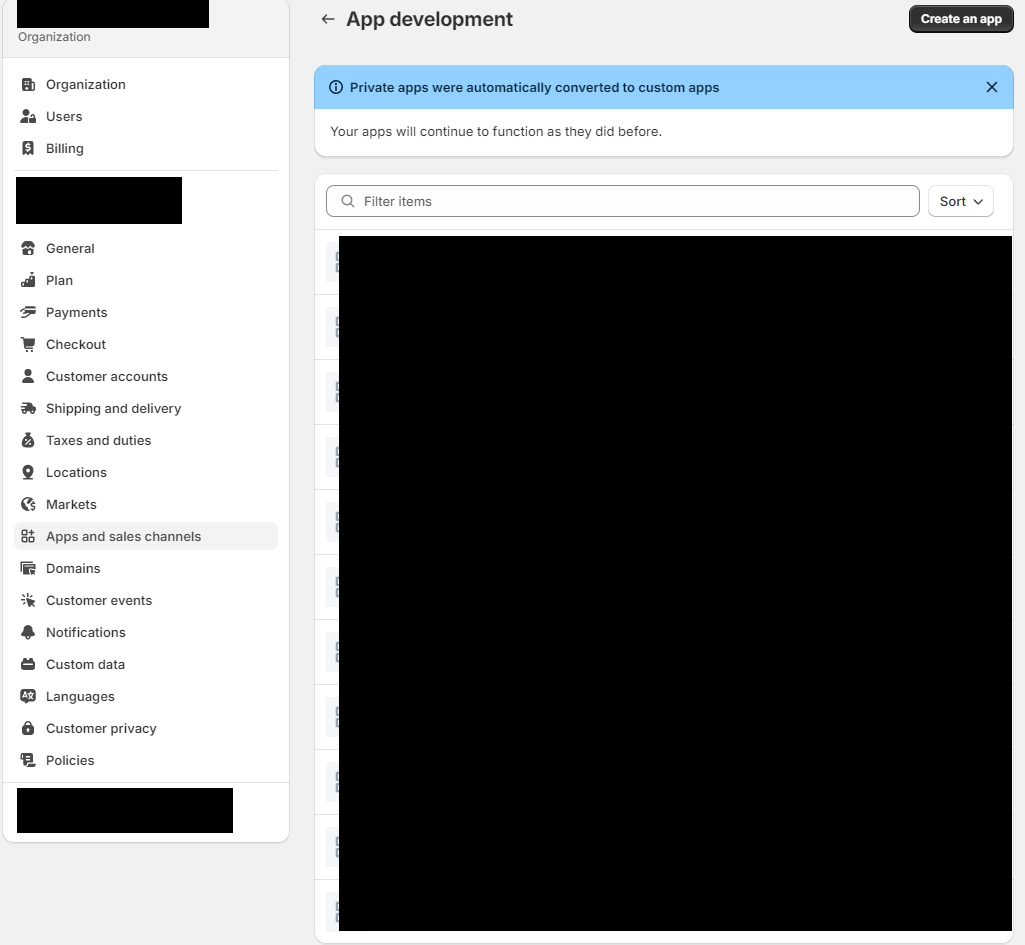 Organization
Organization
Users
Billing
General
Plan
Payments
Checkout
Customer accounts
Shipping and delivery
Taxes and duties
Locations
Markets
Apps and sales channels
Domains
Customer events
Notifications
Custom data
Languages
Customer privacy
Policies
App development
Create an app
Private apps were automatically converted to custom apps
Your apps will continue to function as they did before.
Filter items
Sort